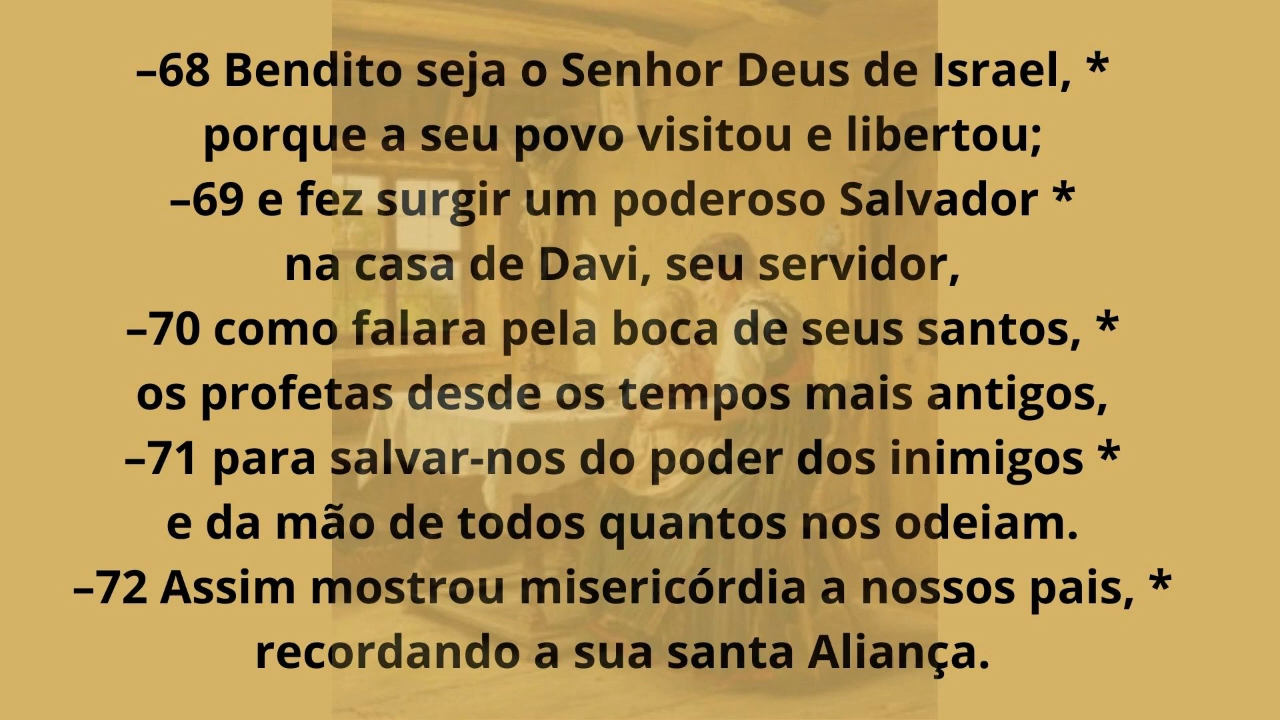 –68 Bendito seja o Senhor Deus de Israel, *
porque a seu povo visitou e libertou;
–69 e fez surgir um poderoso Salvador *
na casa de Davi, seu servidor,
–70 como falara pela boca de seus santos, *
os profetas desde os tempos mais antigos,
–71 para salvar-nos do poder dos inimigos *
e da mão de todos quantos nos odeiam.
–72 Assim mostrou misericórdia a nossos pais, *
recordando a sua santa Aliança.